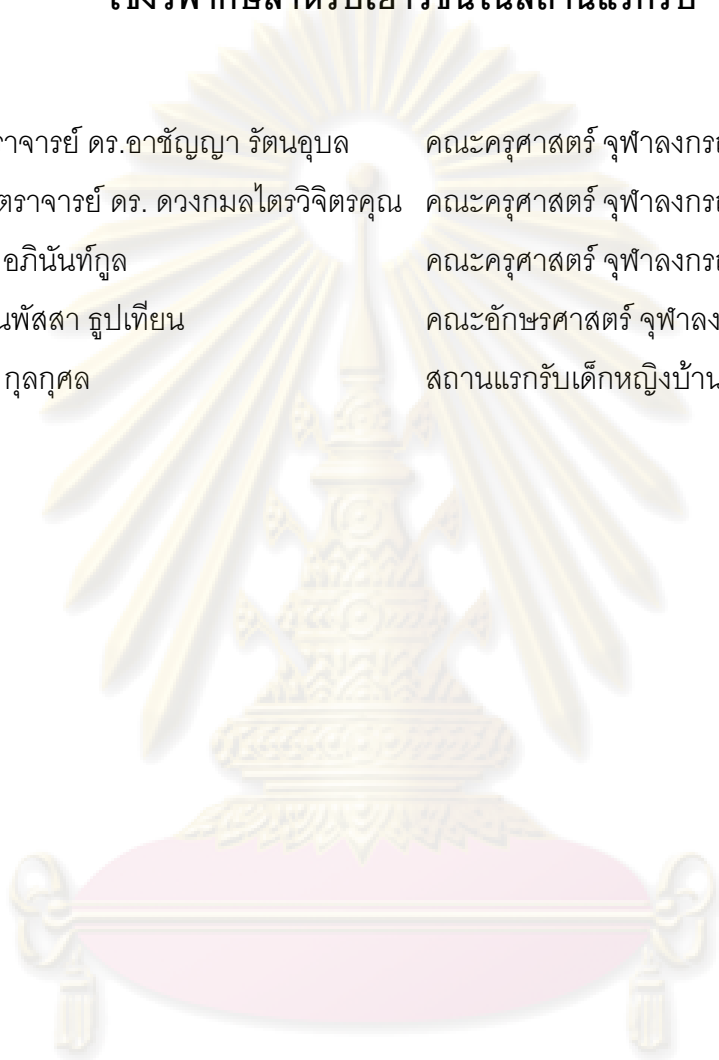 ราจารย์ ดร.อาชัญญา รัตนอุบล คณะครุศาสตร์ จุฬาลงกรณ
ตราจารย์ ดร. ดวงกมลไตรวิจิตรคุณ คณะครุศาสตร์ จุฬาลงกรณ
อภินันท์กูล คณะครุศาสตร์ จุฬาลงกรณ
นพัสสา ธูปเทียน คณะอักษรศาสตร์ จุฬาลง
กุลกุศล สถานแรกรับเด็กหญิงบ้าน